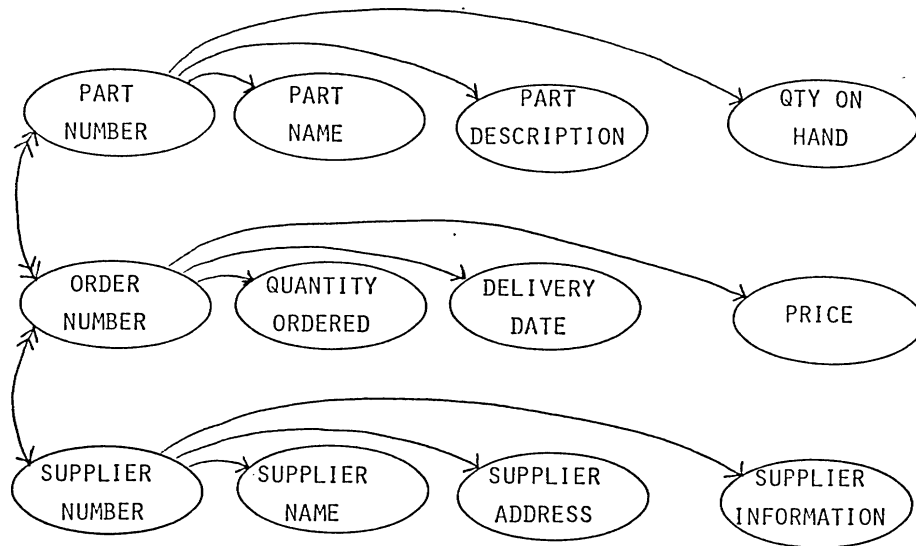 PART
NUMBER
PART
NAME
PART
DESCRIPTION
QTY ON
HAND
ORDER
NUMBER
QUANTITY
ORDERED
DELIVERY
DATE
PRICE
SUPPLIER
NUMBER
SUPPLIER
NAME
SUPPLIER
ADDRESS
SUPPLIER
INFORMATION